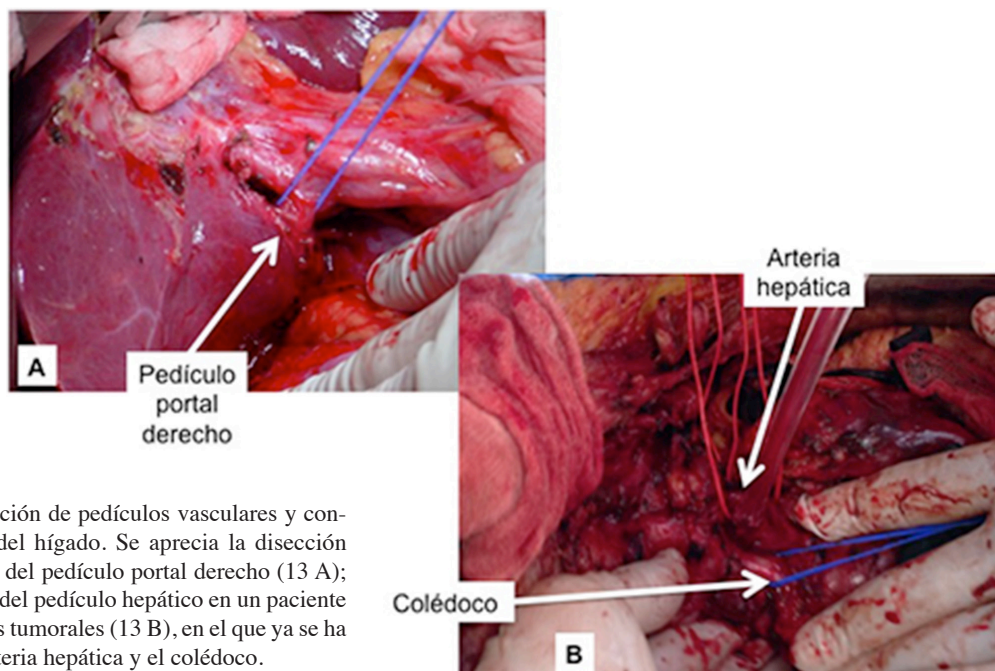 A
Pedículo
portal
derecho
Arteria
hepática
Colédoco
B
ción de pedículos vasculares y con-
del hígado. Se aprecia la disección
del pedículo portal derecho (13 A);
del pedículo hepático en un paciente
s tumorales (13 B), en el que ya se ha
teria hepática y el colédoco.